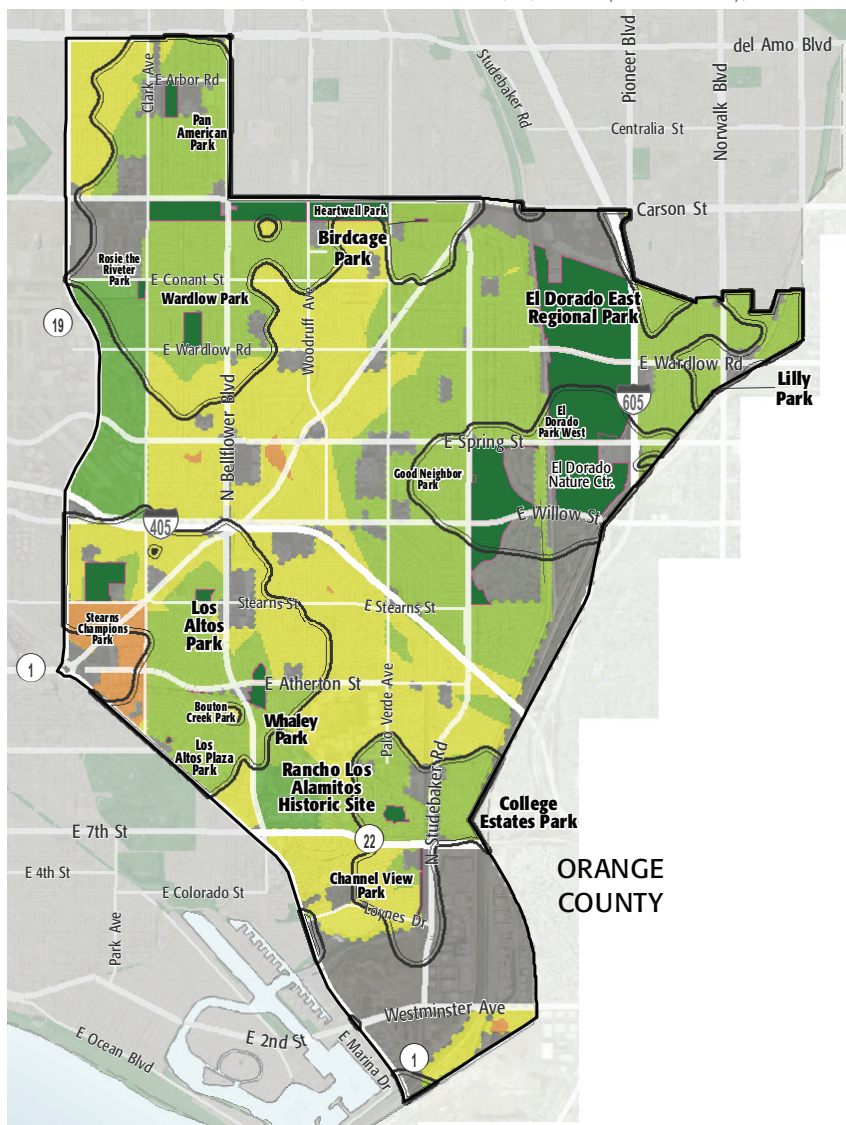 del Amo Blvd
Pioneer Blvd
Norwalk Blvd
Studebaker Rd
Clark Ave
E Arbor Rd
Centralia St
Pan
American
Park
Carson St
Heartwell Park
Birdcage
Park
Rosie the
Riveter
Park
E Conant St
Wardlow Park
Woodruff Ave
El Dorado East
Regional Park
19
E Wardlow Rd
E Wardlow Rd
Lilly
Park
605
N Bellflower Blvd
El
Dorado
Park West
E Spring St
Good Neighbor
Park
El Dorado
Nature Ctr.
E Willow St
405
Stearns St
E Stearns St
Los
Altos
Park
Stearns
Champions
Park
1
E Atherton St
Palo Verde Ave
Bouton
Creek Park
Whaley
Park
Los
Altos Plaza
Park
Rancho Los
Alamitos
Historic Site
N Studebaker Rd
College
Estates Park
E 7th St
22
ORANGE
COUNTY
E 4th St
Channel View
Park
E Colorado St
Loynes Dr
Park Ave
Westminster Ave
E 2nd St
E Ocean Blvd
E Marina Dr
1